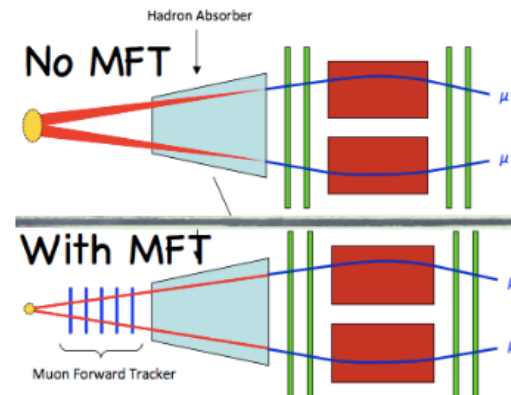 Hadron Absorber
No MFT
μ
μ
With MFT
μ
μ
Muon Forward Tracker